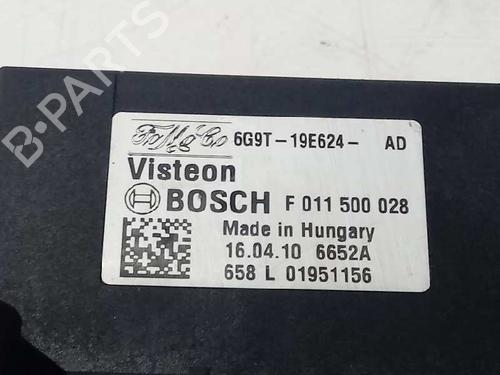 FoMoCo 6G9T-19E624- AD
Visteon
BOSCH F 011 500 028
Made in Hungary
16.04.10 6652A
658 L 01951156
B-PARTS